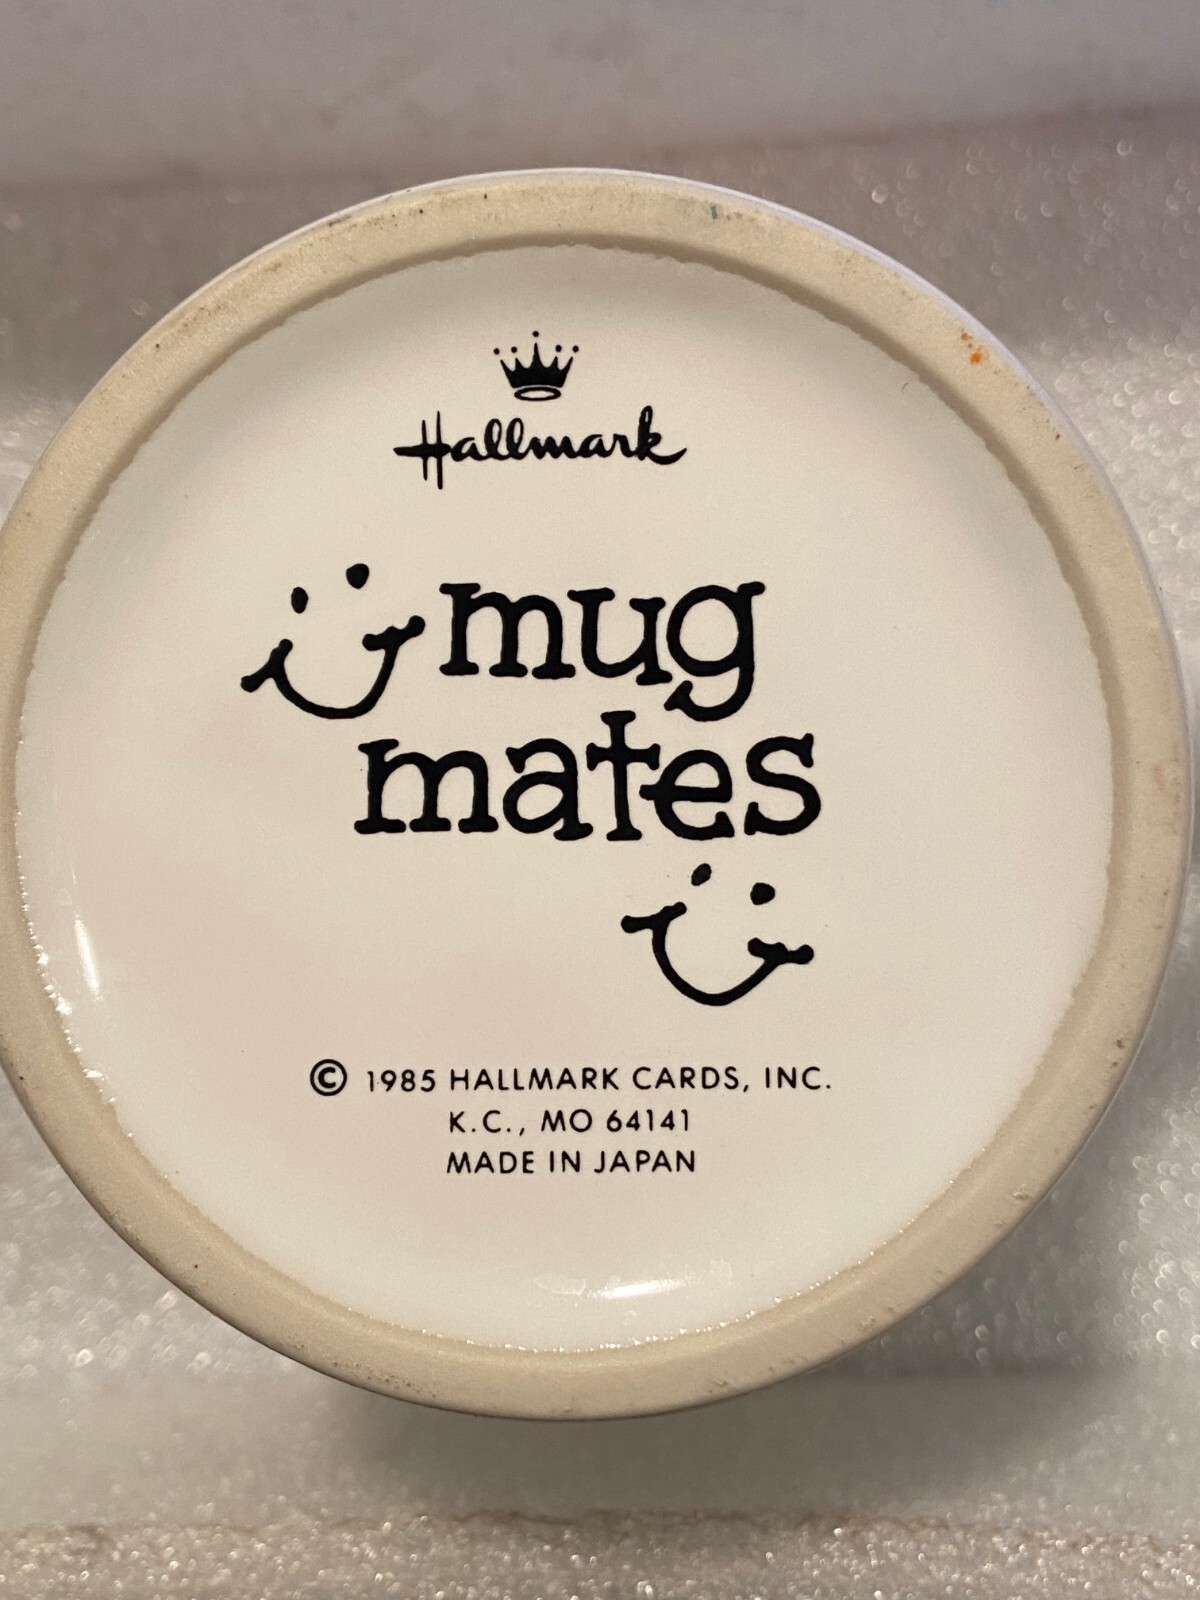 Hallmark
mug
mates
© 1985 HALLMARK CARDS, INC.
K.C., MO 64141
MADE IN JAPAN